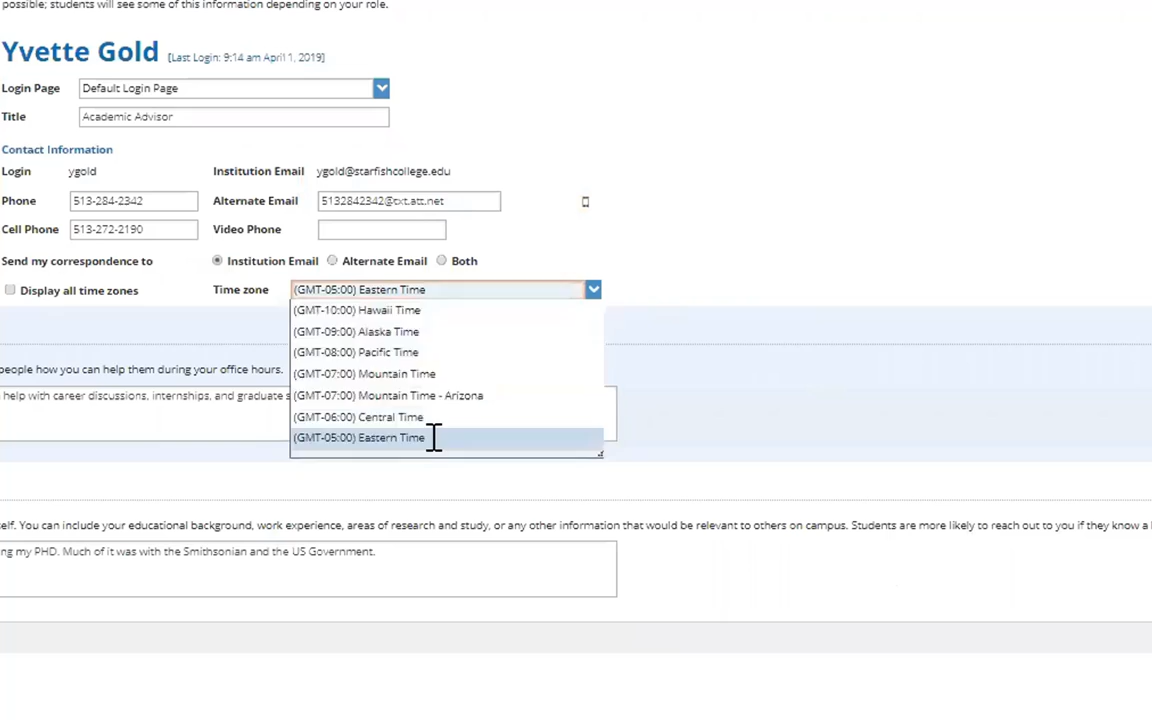 possible; students will see some of this information depending on your role.
Yvette Gold [Last Login: 9:14 am April 1, 2019]
Login Page Default Login Page
Title Academic Advisor
Contact Information
Login ygold Institution Email ygold@starfishcollege.edu
Phone 513-284-2342 Alternate Email 5132842342@txt.att.net
Cell Phone 513-272-2190 Video Phone
Send my correspondence to Institution Email Alternate Email Both
Display all time zones Time zone (GMT-05:00) Eastern Time
(GMT-10:00) Hawaii Time
(GMT-09:00) Alaska Time
(GMT-08:00) Pacific Time
people how you can help them during your office hours. (GMT-07:00) Mountain Time
help with career discussions, internships, and graduate (GMT-07:00) Mountain Time - Arizona
(GMT-06:00) Central Time
(GMT-05:00) Eastern Time
elf. You can include your educational background, work experience, areas of research and study, or any other information that would be relevant to others on campus. Students are more likely to reach out to you if they know a
ng my PHD. Much of it was with the Smithsonian and the US Government.